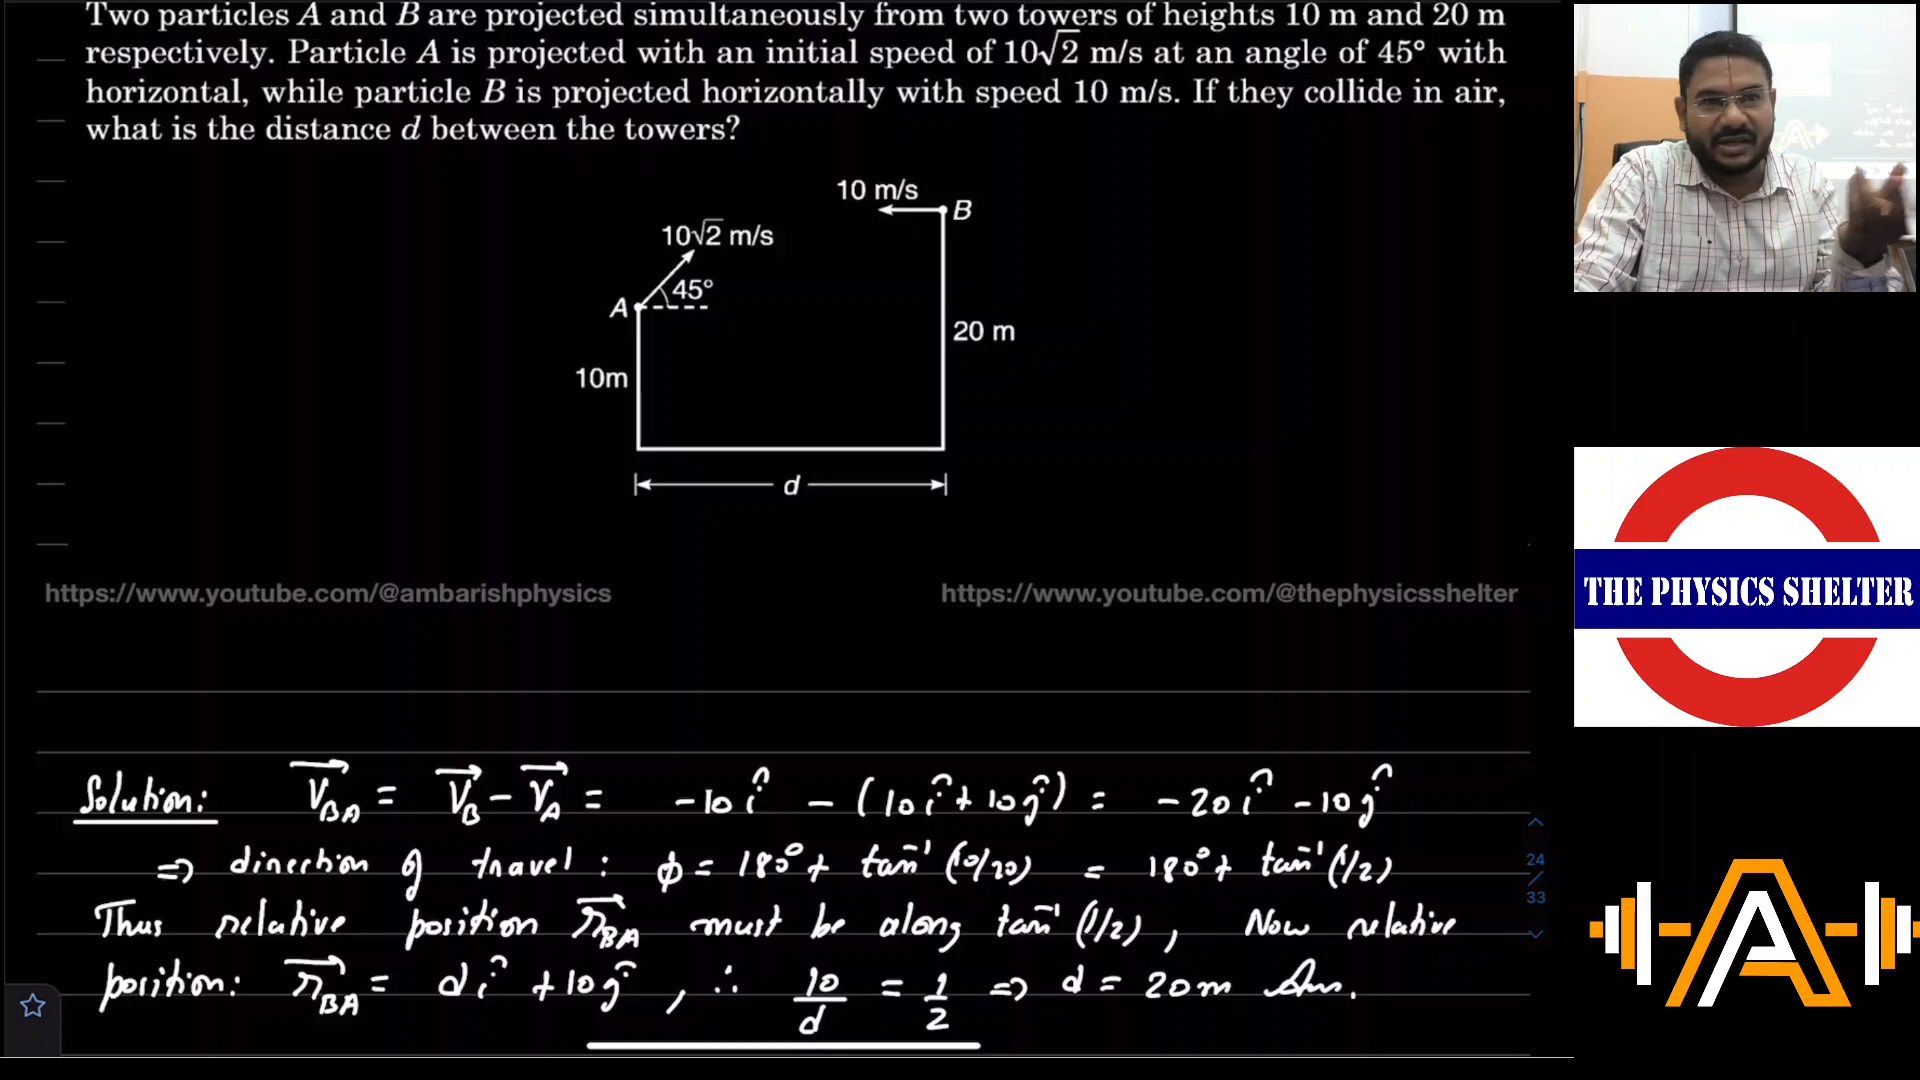 Two particles A and B are projected simultaneously from two towers of heights 10 m and 20 m
respectively. Particle A is projected with an initial speed of 10√2 m/s at an angle of 45° with
horizontal, while particle B is projected horizontally with speed 10 m/s. If they collide in air,
what is the distance d between the towers?
10 m/s
B
10√2 m/s
45°
A
20 m
10m
d
https://www.youtube.com/@ambarishphysics
https://www.youtube.com/@thephysicsshelter
THE PHYSICS SHELTER
Solution: V⃗_BA = V⃗_B − V⃗_A = −10î − (10î + 10ĵ) = −20î − 10ĵ
⇒ direction of travel : φ = 180° + tan⁻¹(10/20) = 180° + tan⁻¹(1/2)
24
/
33
Thus relative position r⃗_BA must be along tan⁻¹(1/2), Now relative
position: r⃗_BA = dî + 10ĵ, ∴ 10/d = 1/2 ⇒ d = 20m Ans.
A